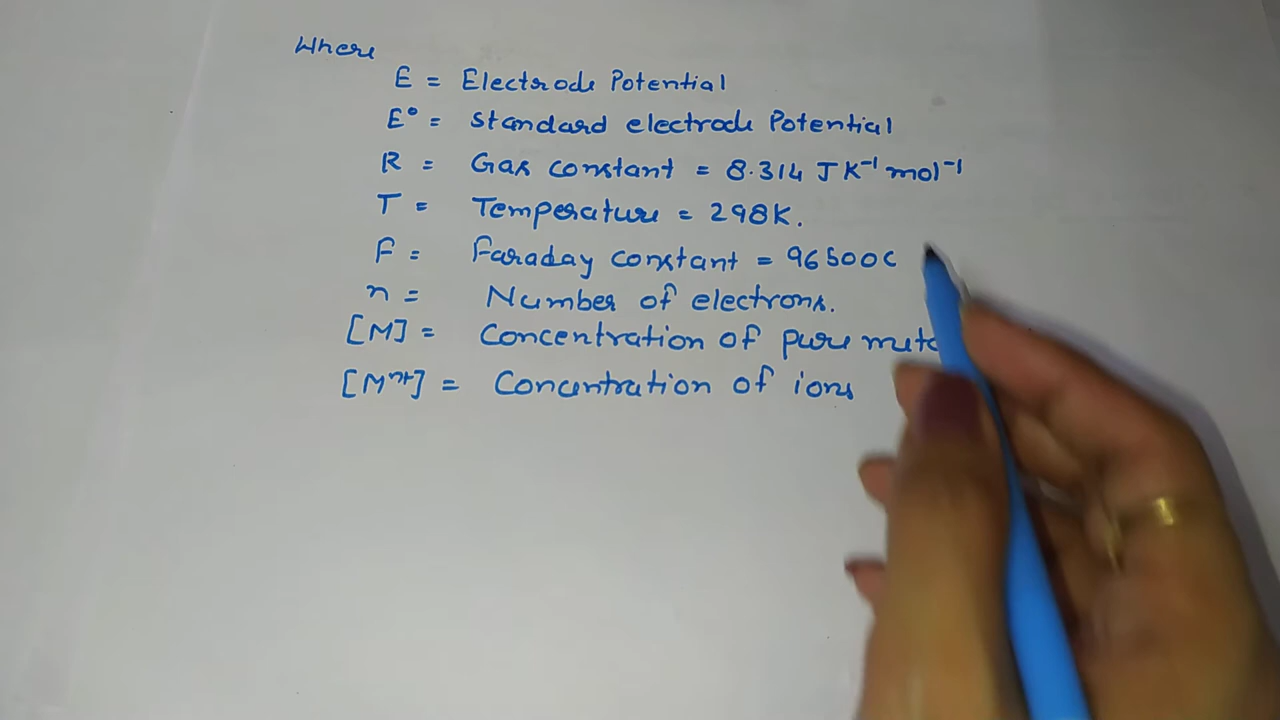 Where
E = Electrode Potential
E° = Standard electrode Potential
R = Gas constant = 8.314 J K⁻¹ mol⁻¹
T = Temperature = 298K.
F = Faraday constant = 96500C
n = Number of electrons.
[M] = Concentration of pure
[Mⁿ⁺] = Concentration of ions